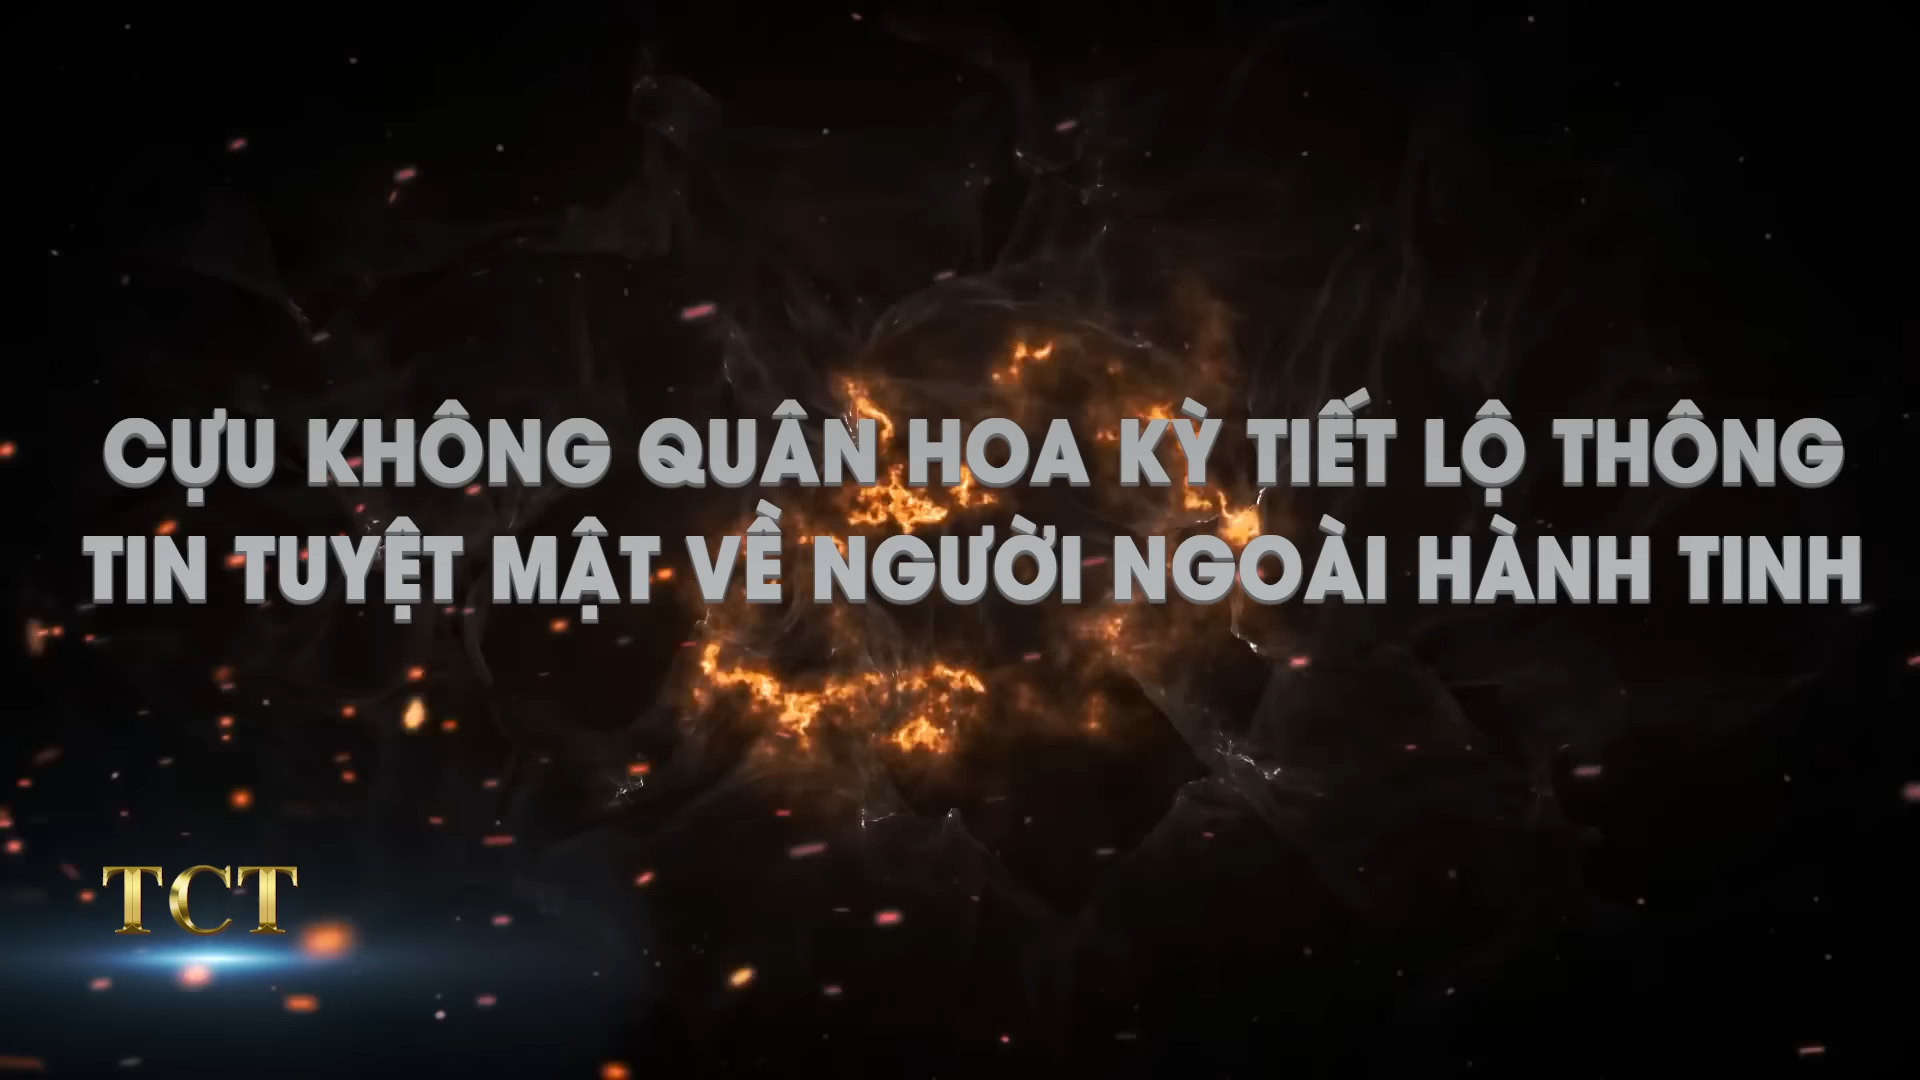 CỰU KHÔNG QUÂN HOA KỲ TIẾT LỘ THÔNG
TIN TUYỆT MẬT VỀ NGƯỜI NGOÀI HÀNH TINH
TCT